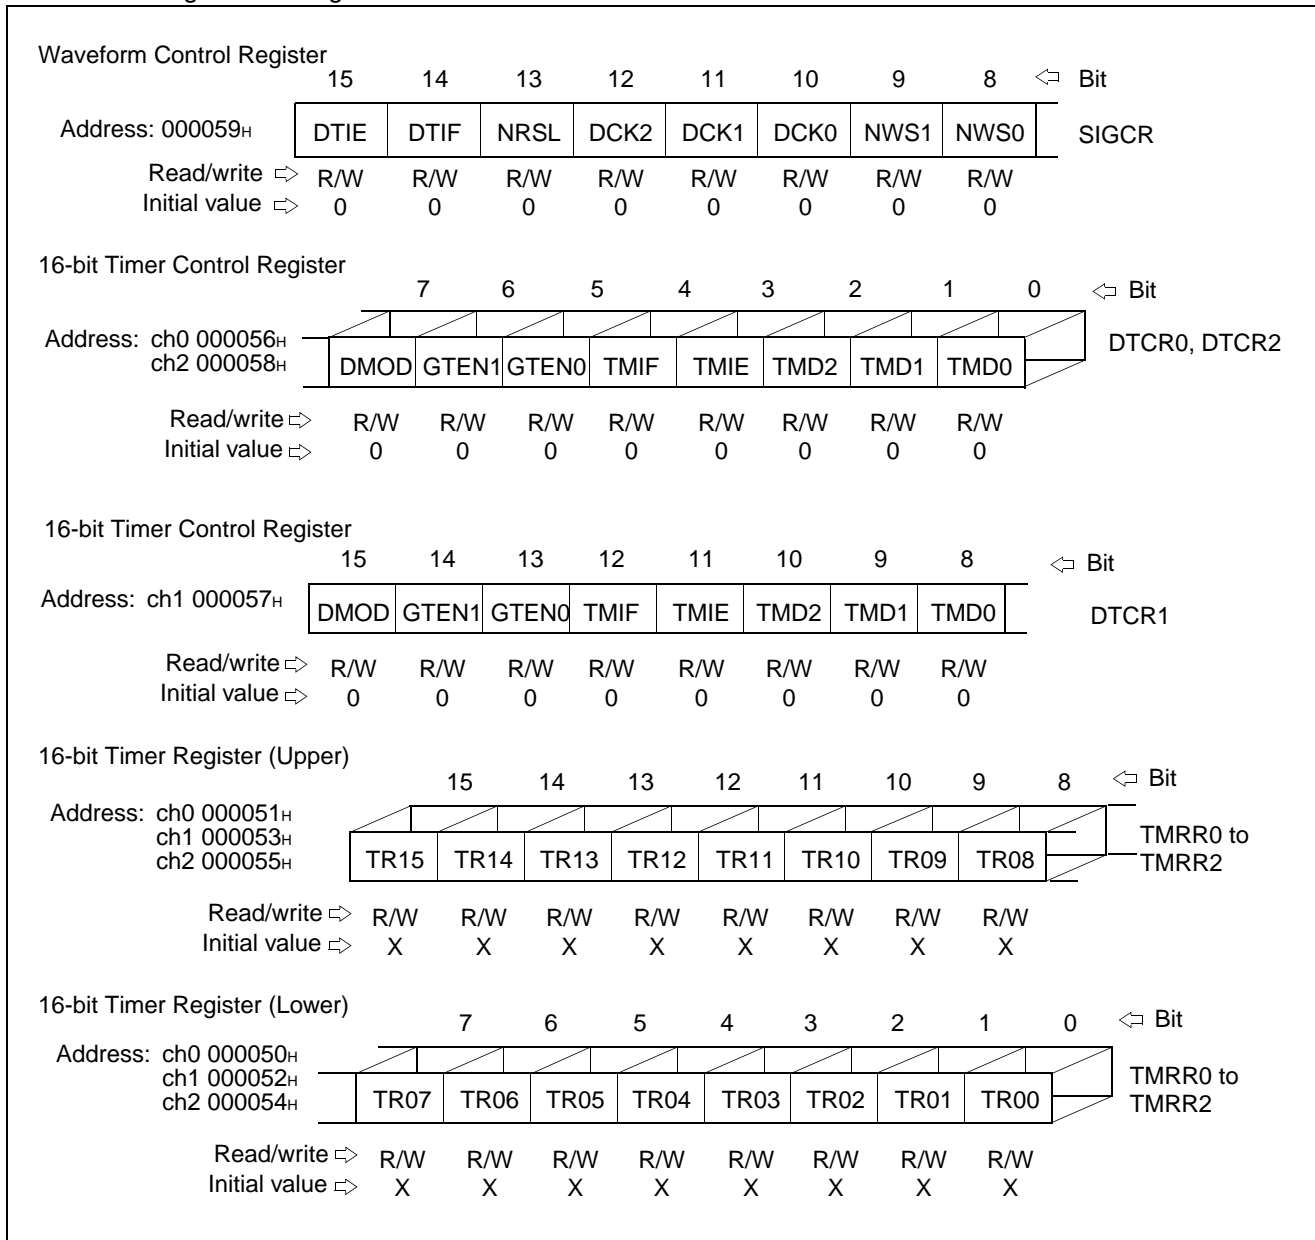 Waveform Control Register
15 14 13 12 11 10 9 8 ⇦ Bit
Address: 000059H DTIE DTIF NRSL DCK2 DCK1 DCK0 NWS1 NWS0 SIGCR
Read/write ⇨ R/W R/W R/W R/W R/W R/W R/W R/W
Initial value ⇨ 0 0 0 0 0 0 0 0
16-bit Timer Control Register
7 6 5 4 3 2 1 0 ⇦ Bit
Address: ch0 000056H DTCR0, DTCR2
ch2 000058H DMOD GTEN1 GTEN0 TMIF TMIE TMD2 TMD1 TMD0
Read/write ⇨ R/W R/W R/W R/W R/W R/W R/W R/W
Initial value ⇨ 0 0 0 0 0 0 0 0
16-bit Timer Control Register
15 14 13 12 11 10 9 8 ⇦ Bit
Address: ch1 000057H DMOD GTEN1 GTEN0 TMIF TMIE TMD2 TMD1 TMD0 DTCR1
Read/write ⇨ R/W R/W R/W R/W R/W R/W R/W R/W
Initial value ⇨ 0 0 0 0 0 0 0 0
16-bit Timer Register (Upper)
15 14 13 12 11 10 9 8 ⇦ Bit
Address: ch0 000051H
ch1 000053H TMRR0 to
ch2 000055H TR15 TR14 TR13 TR12 TR11 TR10 TR09 TR08 TMRR2
Read/write ⇨ R/W R/W R/W R/W R/W R/W R/W R/W
Initial value ⇨ X X X X X X X X
16-bit Timer Register (Lower)
7 6 5 4 3 2 1 0 ⇦ Bit
Address: ch0 000050H
ch1 000052H TMRR0 to
ch2 000054H TR07 TR06 TR05 TR04 TR03 TR02 TR01 TR00 TMRR2
Read/write ⇨ R/W R/W R/W R/W R/W R/W R/W R/W
Initial value ⇨ X X X X X X X X